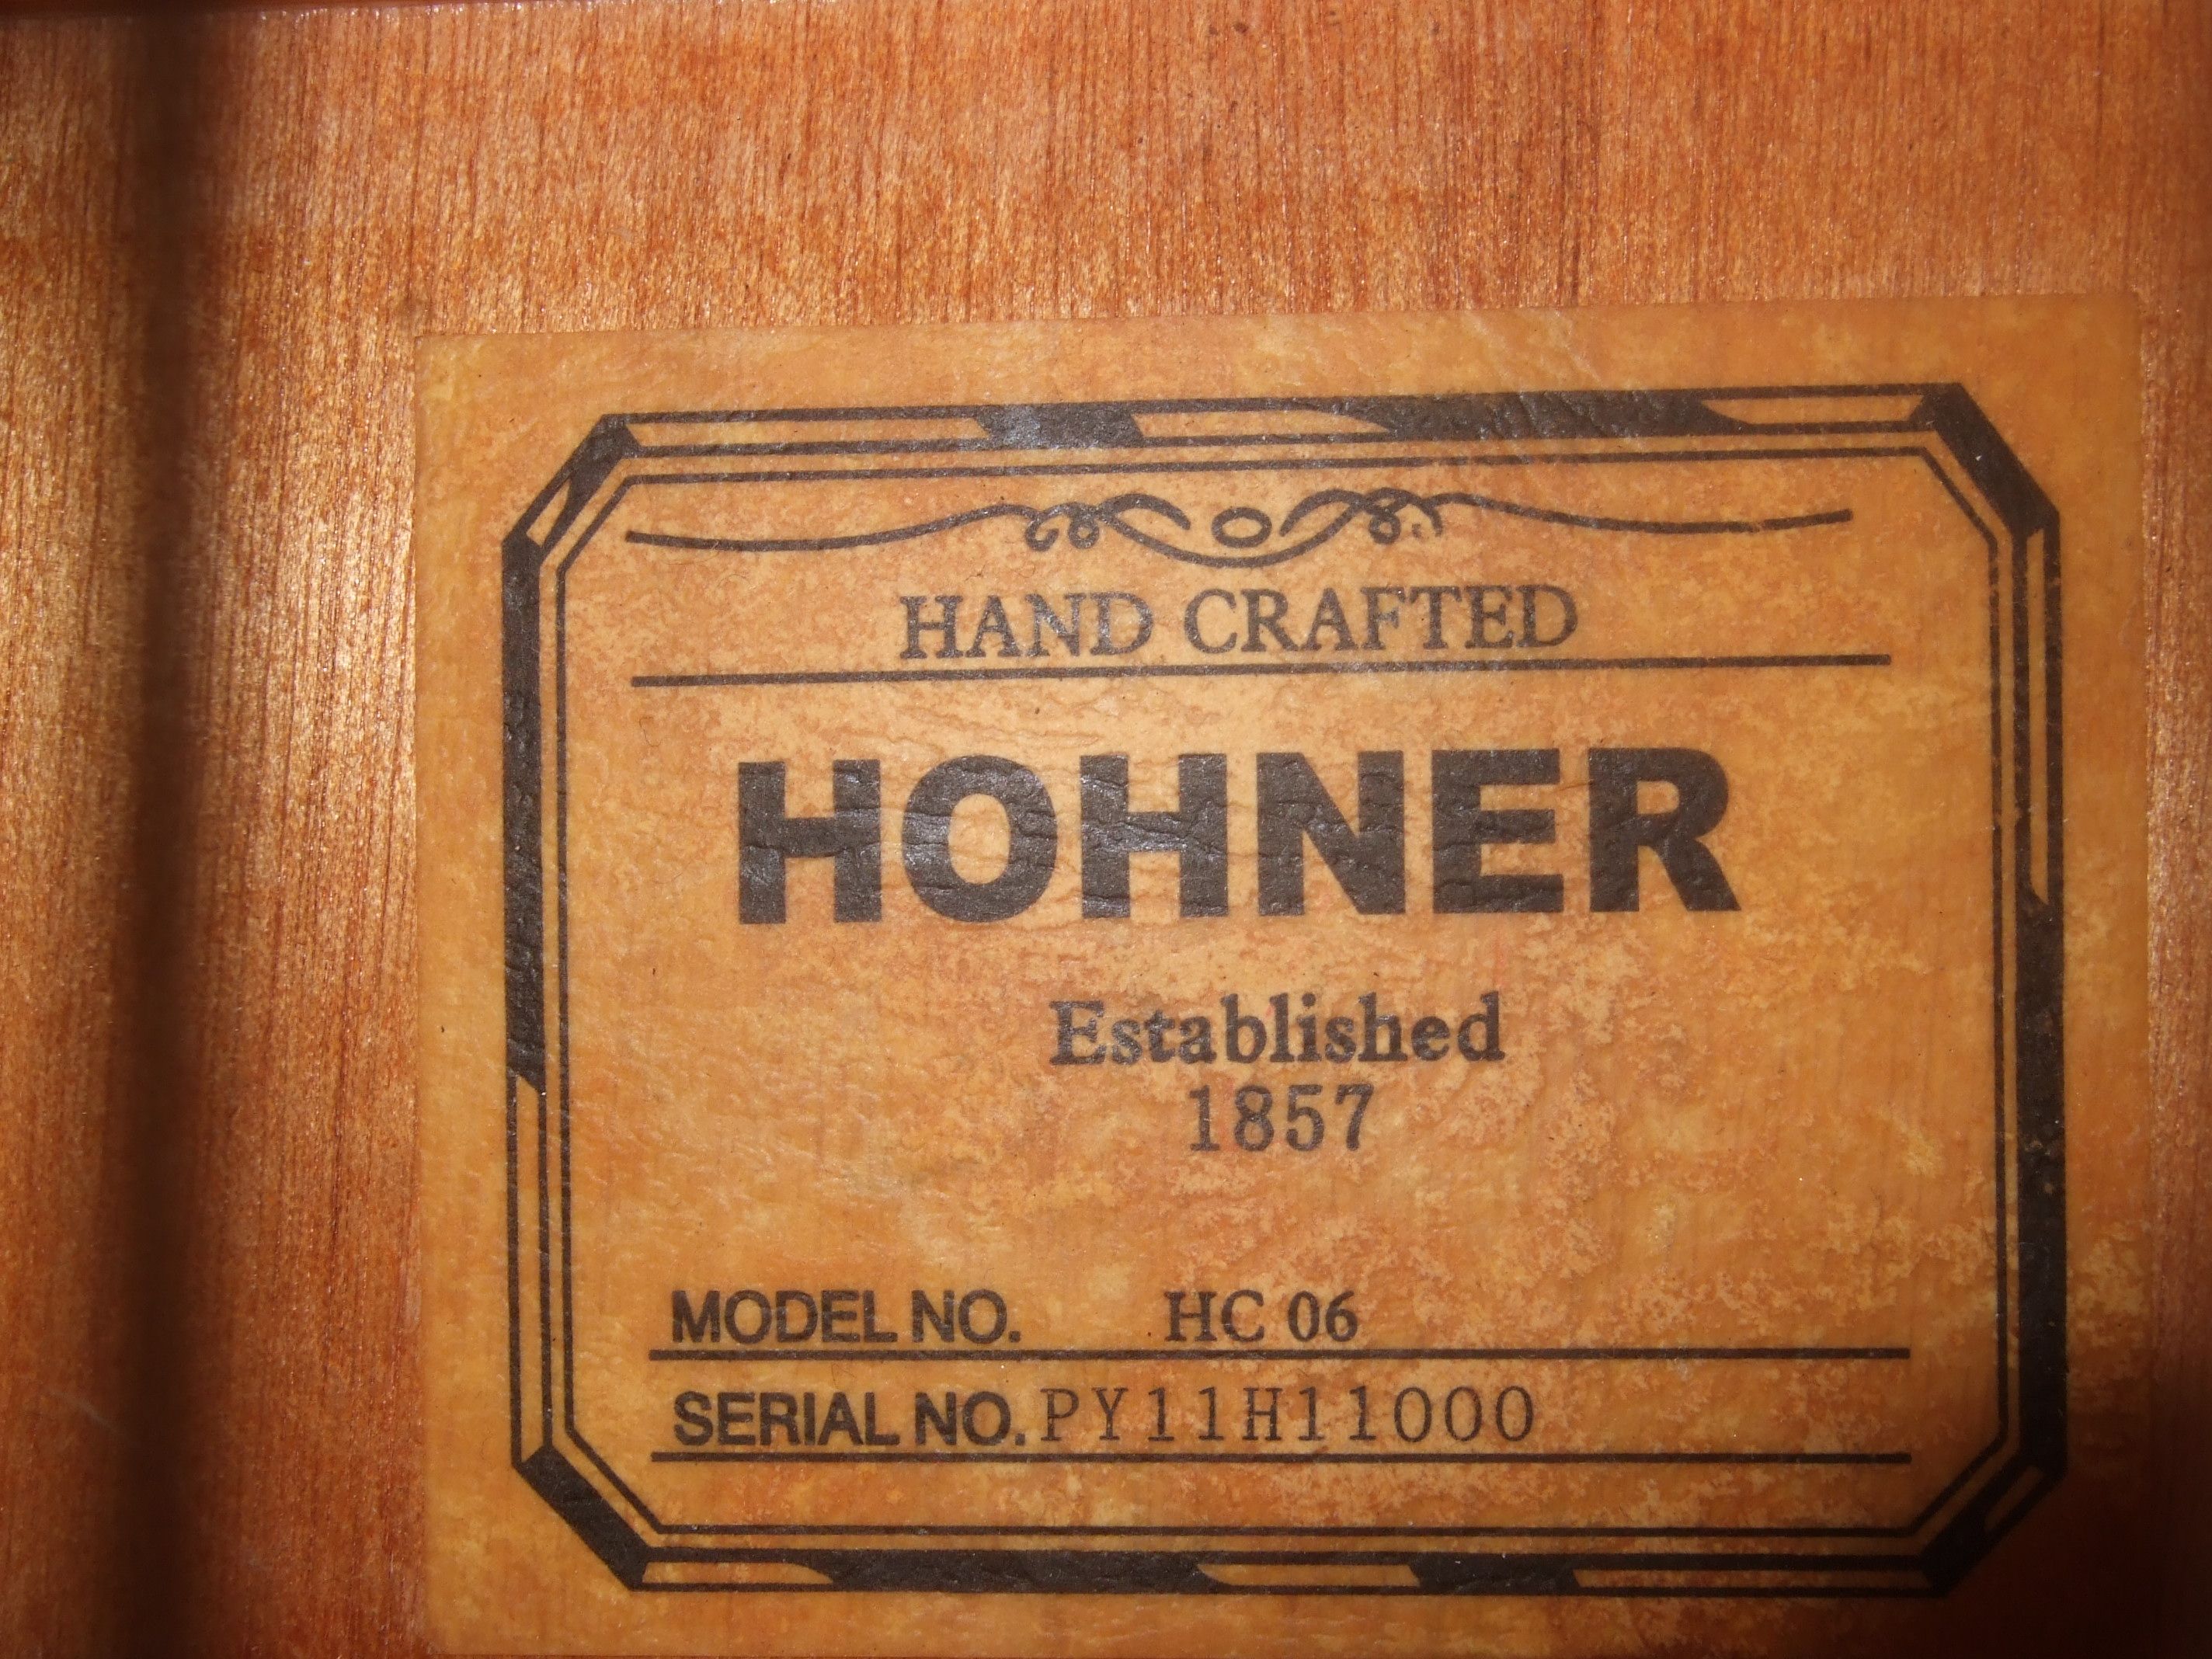 HAND CRAFTED
HOHNER
Established
1857
MODEL NO. HC 06
SERIAL NO. PY11H11000